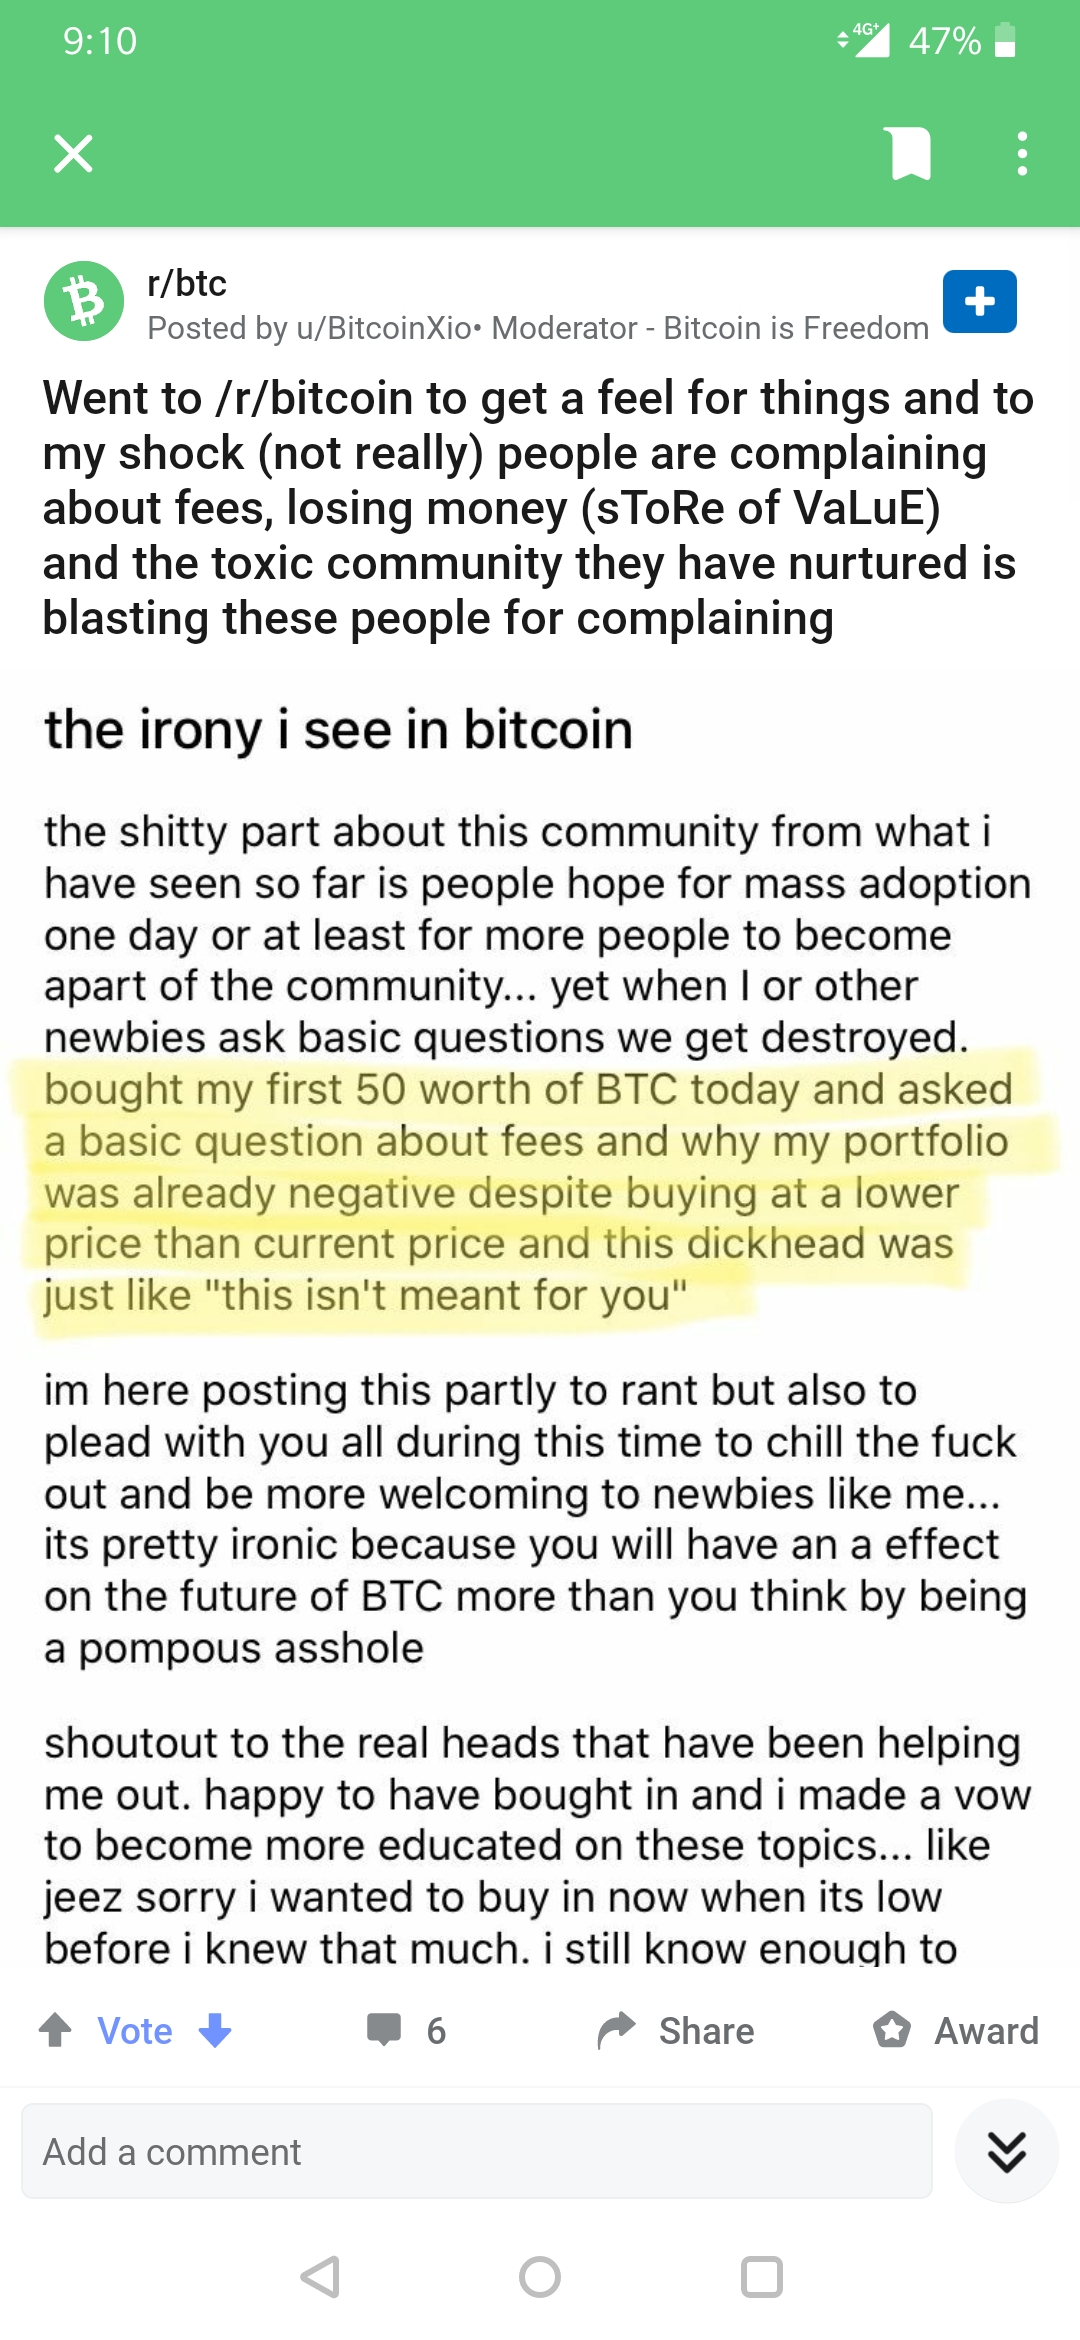 9:10
4G+ 47%
r/btc
Posted by u/BitcoinXio• Moderator - Bitcoin is Freedom
Went to /r/bitcoin to get a feel for things and to
my shock (not really) people are complaining
about fees, losing money (sToRe of VaLuE)
and the toxic community they have nurtured is
blasting these people for complaining
the irony i see in bitcoin
the shitty part about this community from what i
have seen so far is people hope for mass adoption
one day or at least for more people to become
apart of the community... yet when I or other
newbies ask basic questions we get destroyed.
bought my first 50 worth of BTC today and asked
a basic question about fees and why my portfolio
was already negative despite buying at a lower
price than current price and this dickhead was
just like "this isn't meant for you"
im here posting this partly to rant but also to
plead with you all during this time to chill the fuck
out and be more welcoming to newbies like me...
its pretty ironic because you will have an a effect
on the future of BTC more than you think by being
a pompous asshole
shoutout to the real heads that have been helping
me out. happy to have bought in and i made a vow
to become more educated on these topics... like
jeez sorry i wanted to buy in now when its low
before i knew that much. i still know enough to
Vote 6 Share Award
Add a comment